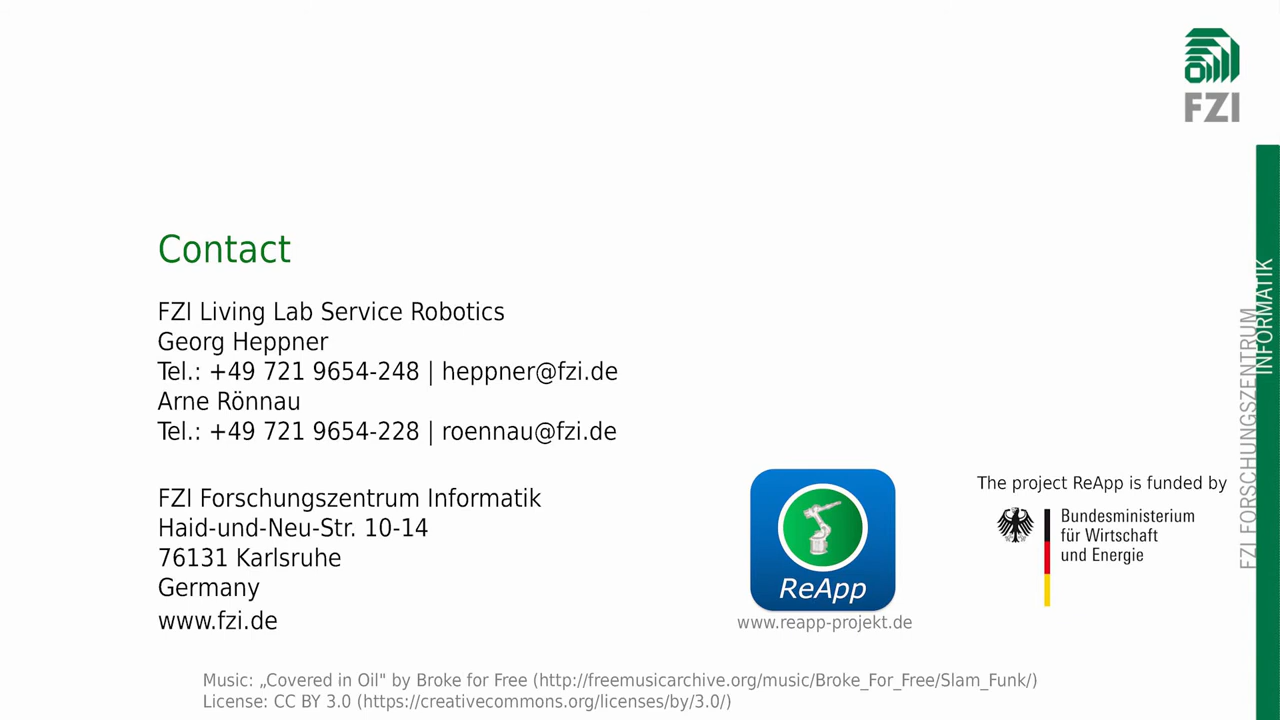 FZI
Contact
FZI Living Lab Service Robotics
Georg Heppner
Tel.: +49 721 9654-248 | heppner@fzi.de
Arne Rönnau
Tel.: +49 721 9654-228 | roennau@fzi.de
FZI Forschungszentrum Informatik
Haid-und-Neu-Str. 10-14
76131 Karlsruhe
Germany
www.fzi.de
ReApp
www.reapp-projekt.de
The project ReApp is funded by
Bundesministerium
für Wirtschaft
und Energie
FZI FORSCHUNGSZENTRUM
INFORMATIK
Music: „Covered in Oil" by Broke for Free (http://freemusicarchive.org/music/Broke_For_Free/Slam_Funk/)
License: CC BY 3.0 (https://creativecommons.org/licenses/by/3.0/)